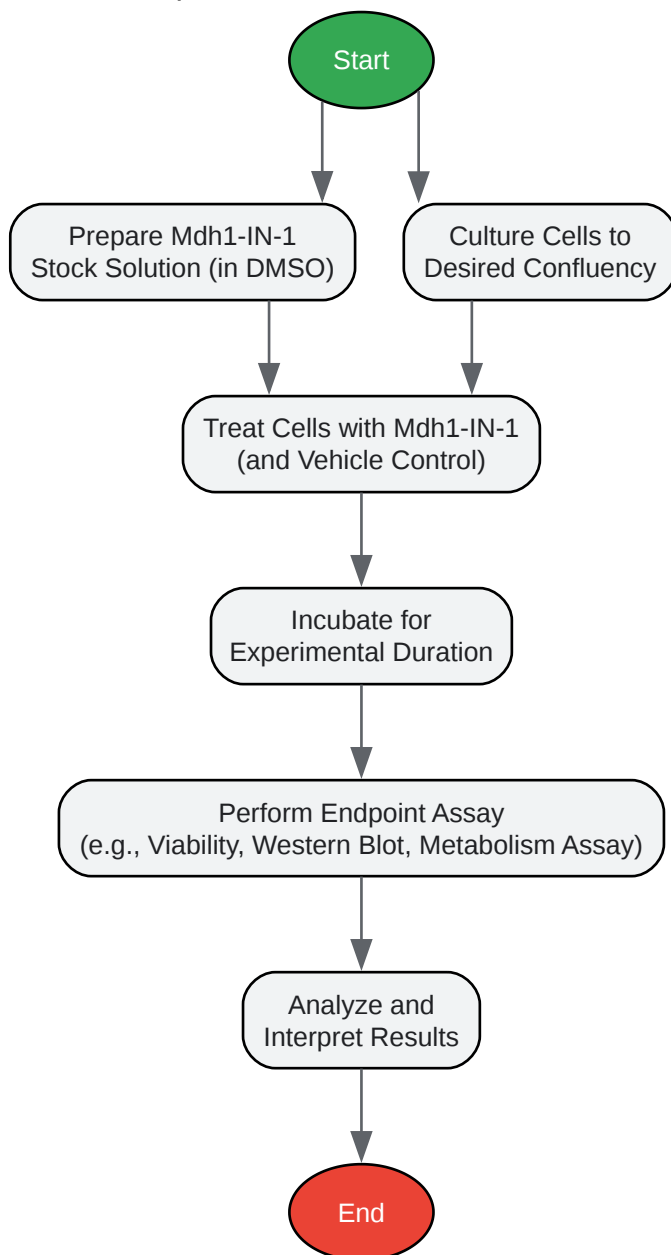 Start
Prepare Mdh1-IN-1
Stock Solution (in DMSO)
Culture Cells to
Desired Confluency
Treat Cells with Mdh1-IN-1
(and Vehicle Control)
Incubate for
Experimental Duration
Perform Endpoint Assay
(e.g., Viability, Western Blot, Metabolism Assay)
Analyze and
Interpret Results
End